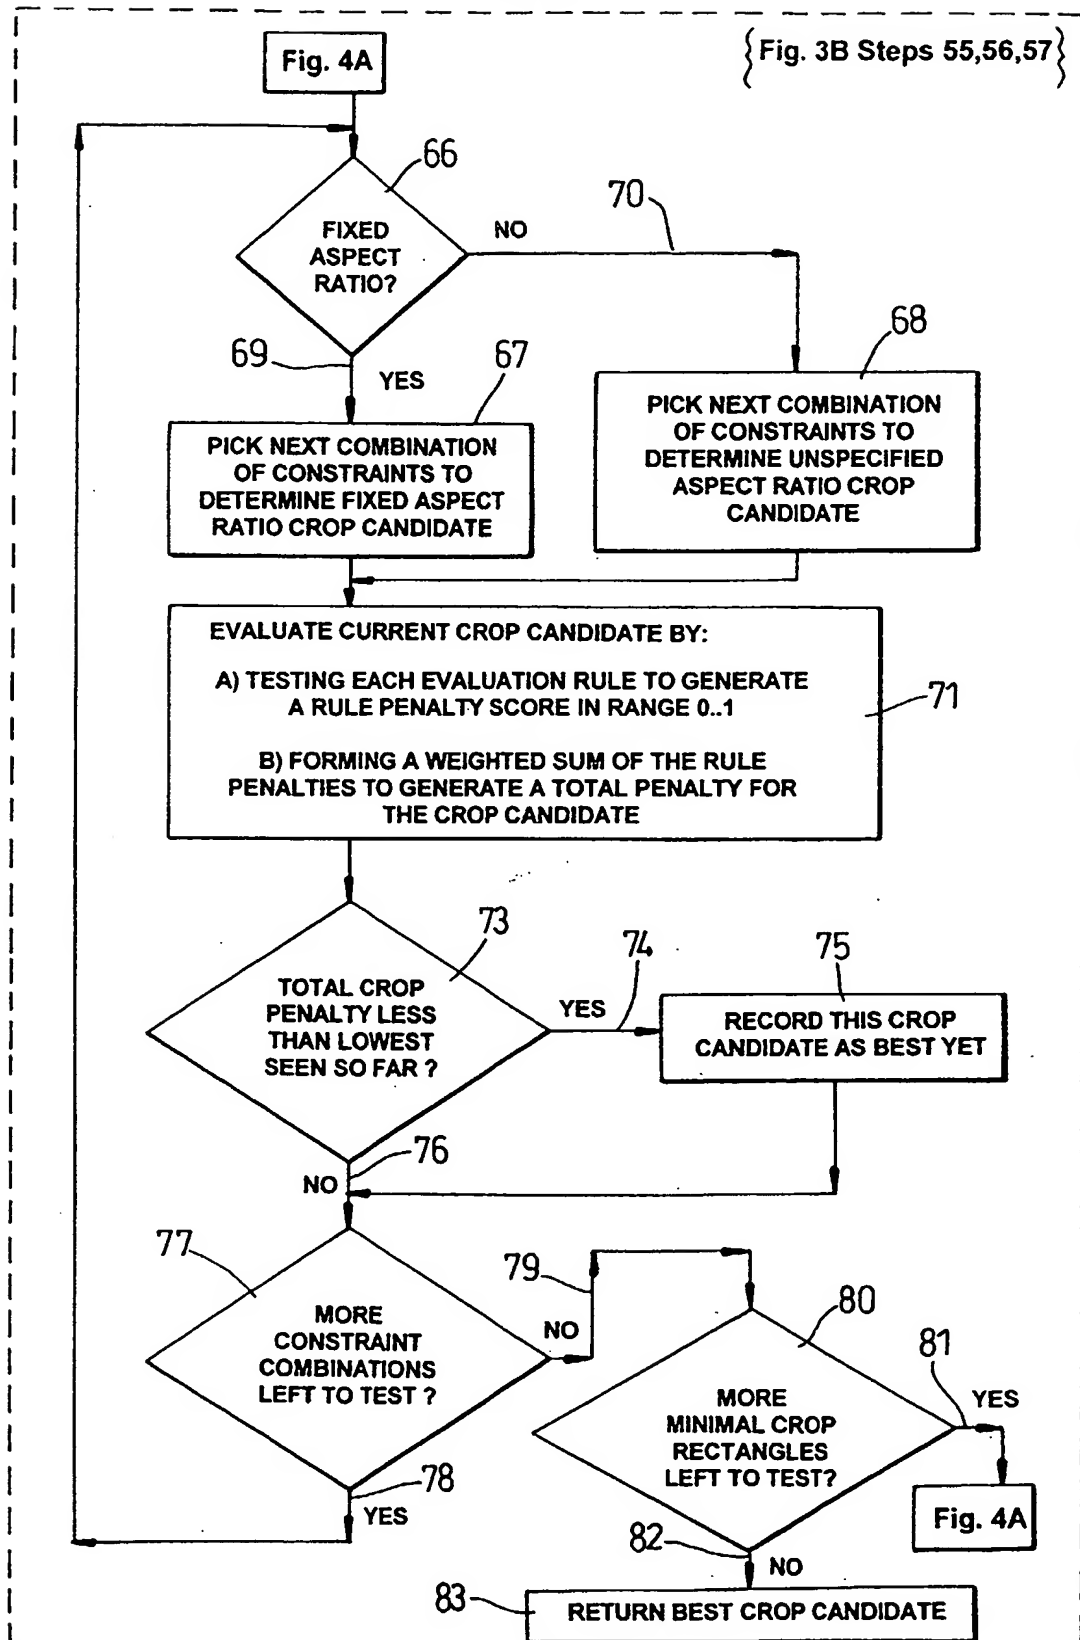 Fig. 4A
{Fig. 3B Steps 55,56,57}
66
FIXED
ASPECT
RATIO?
NO
70
69
YES
67
68
PICK NEXT COMBINATION
OF CONSTRAINTS TO
DETERMINE FIXED ASPECT
RATIO CROP CANDIDATE
PICK NEXT COMBINATION
OF CONSTRAINTS TO
DETERMINE UNSPECIFIED
ASPECT RATIO CROP
CANDIDATE
EVALUATE CURRENT CROP CANDIDATE BY:
A) TESTING EACH EVALUATION RULE TO GENERATE
A RULE PENALTY SCORE IN RANGE 0..1
B) FORMING A WEIGHTED SUM OF THE RULE
PENALTIES TO GENERATE A TOTAL PENALTY FOR
THE CROP CANDIDATE
71
73
TOTAL CROP
PENALTY LESS
THAN LOWEST
SEEN SO FAR ?
YES
74
75
RECORD THIS CROP
CANDIDATE AS BEST YET
76
NO
77
MORE
CONSTRAINT
COMBINATIONS
LEFT TO TEST ?
NO
79
78
YES
80
MORE
MINIMAL CROP
RECTANGLES
LEFT TO TEST?
81
YES
Fig. 4A
82
NO
83
RETURN BEST CROP CANDIDATE